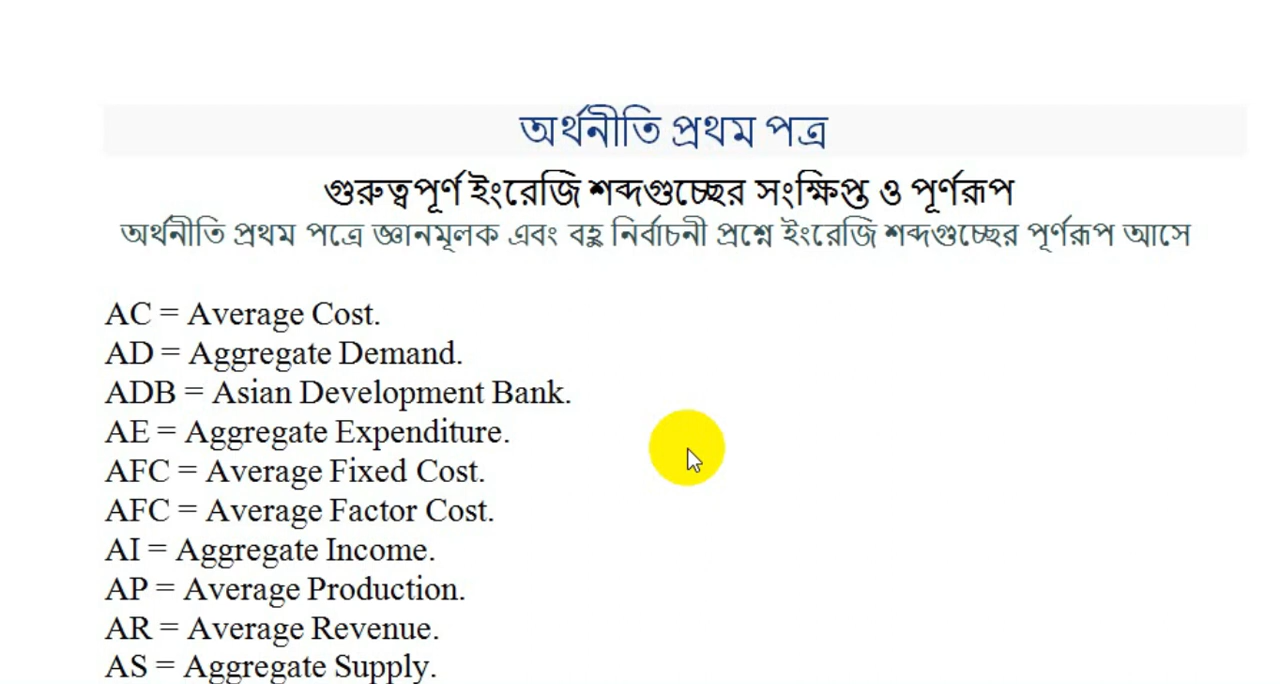 অর্থনীতি প্রথম পত্র
গুরুত্বপূর্ণ ইংরেজি শব্দগুচ্ছের সংক্ষিপ্ত ও পূর্ণরূপ
অর্থনীতি প্রথম পত্রে জ্ঞানমূলক এবং বহু নির্বাচনী প্রশ্নে ইংরেজি শব্দগুচ্ছের পূর্ণরূপ আসে
AC = Average Cost.
AD = Aggregate Demand.
ADB = Asian Development Bank.
AE = Aggregate Expenditure.
AFC = Average Fixed Cost.
AFC = Average Factor Cost.
AI = Aggregate Income.
AP = Average Production.
AR = Average Revenue.
AS = Aggregate Supply.